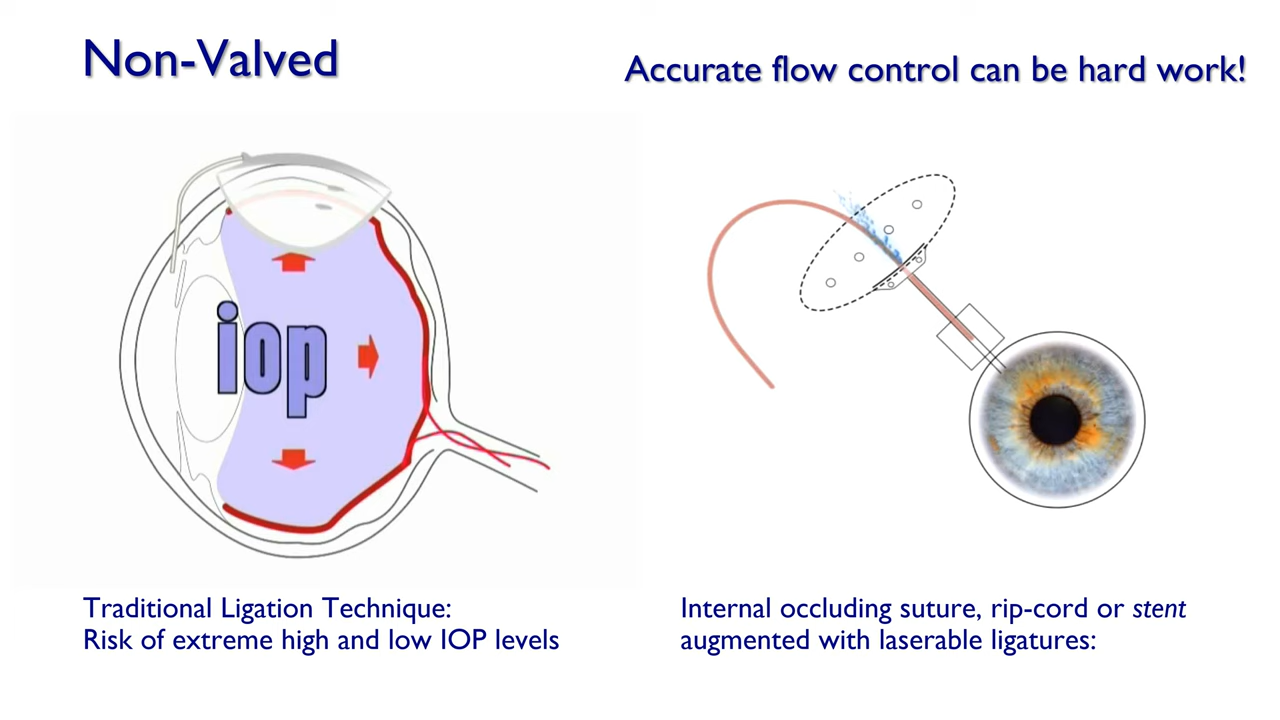 Non-Valved
Accurate flow control can be hard work!
iop
Traditional Ligation Technique:
Risk of extreme high and low IOP levels
Internal occluding suture, rip-cord or stent
augmented with laserable ligatures: